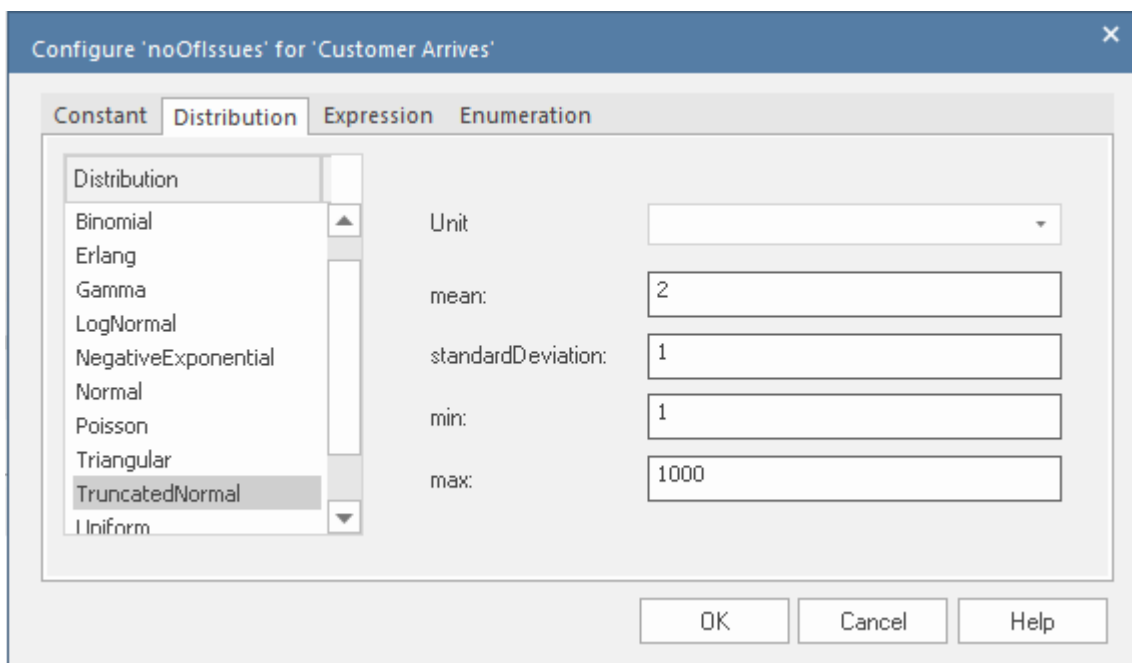 Configure 'noOfIssues' for 'Customer Arrives'
Constant Distribution Expression Enumeration
Distribution
Binomial
Erlang
Gamma
LogNormal
NegativeExponential
Normal
Poisson
Triangular
TruncatedNormal
Uniform
Unit
mean: 2
standardDeviation: 1
min: 1
max: 1000
OK Cancel Help